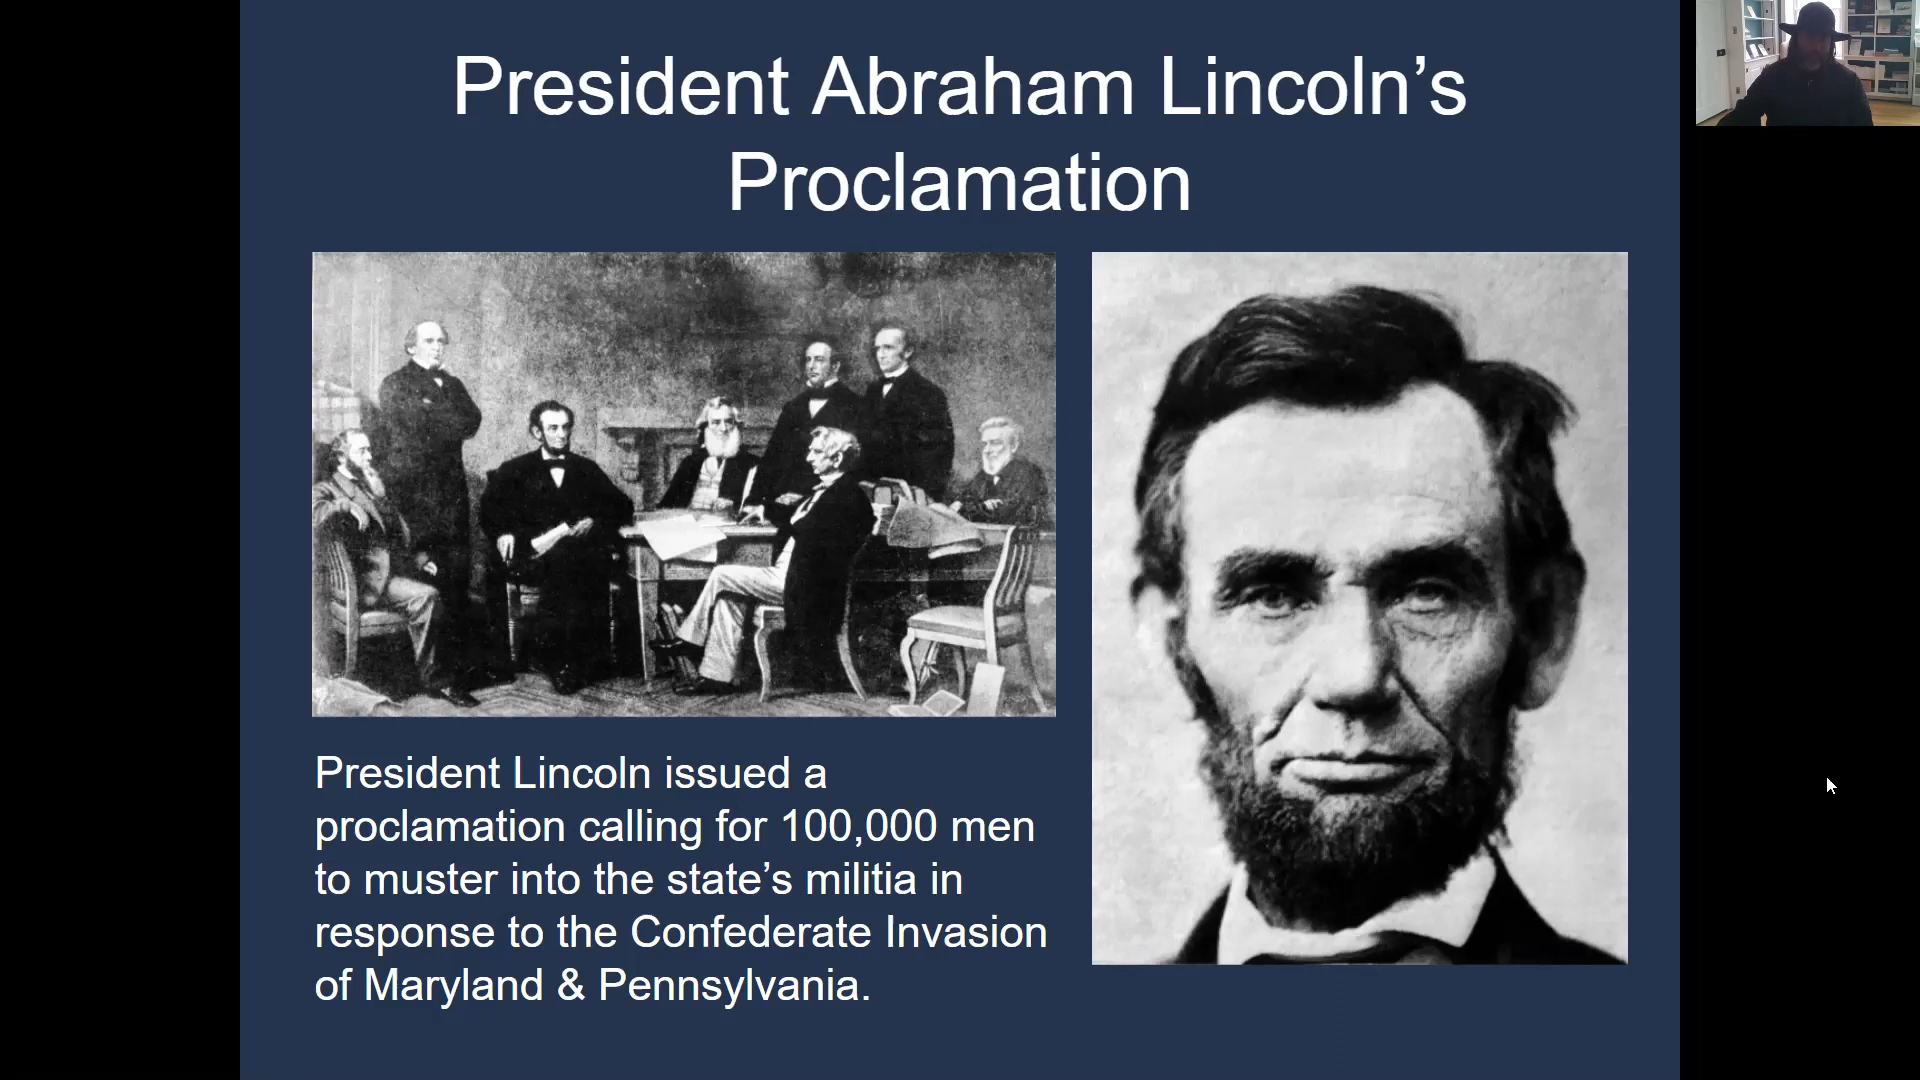 President Abraham Lincoln’s
Proclamation
President Lincoln issued a
proclamation calling for 100,000 men
to muster into the state’s militia in
response to the Confederate Invasion
of Maryland & Pennsylvania.